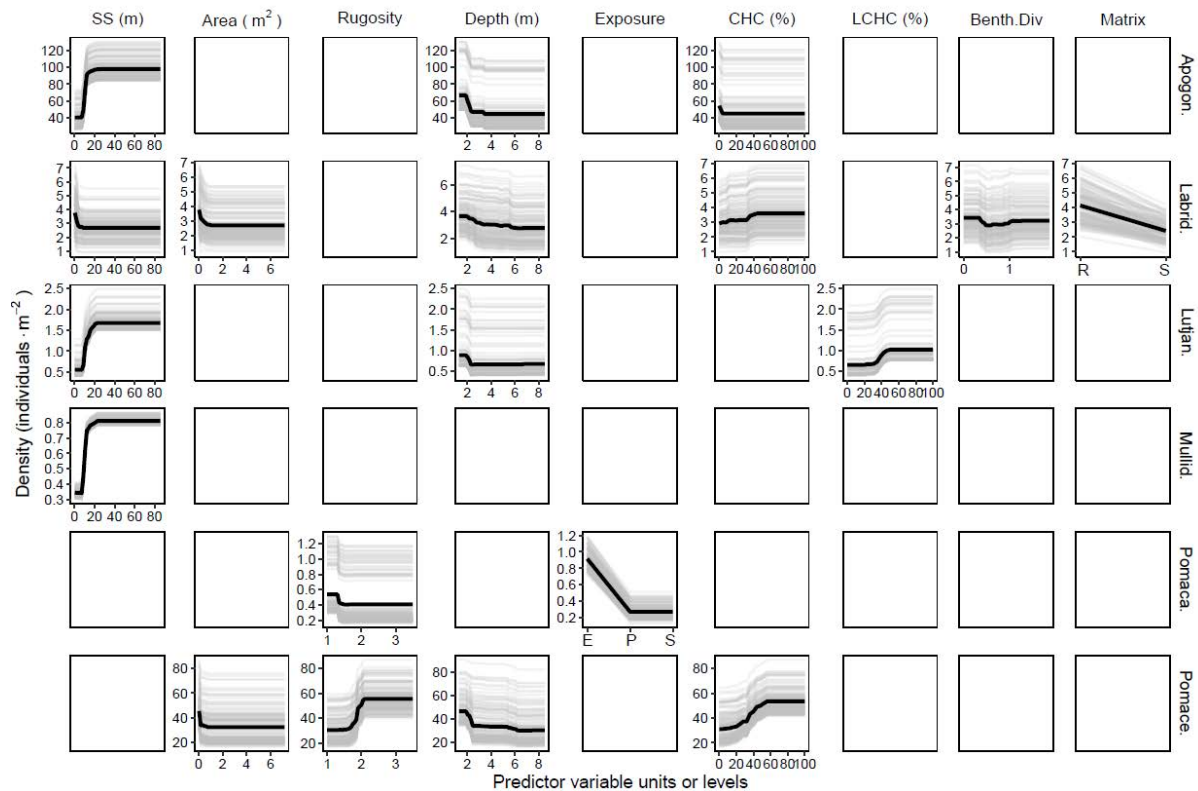 SS (m) Area ( m²) Rugosity Depth (m) Exposure CHC (%) LCHC (%) Benth.Div Matrix
120
100
80
60
40
0 20 40 60 80 2 4 6 8 0 20 40 60 80 100
Apogon.
7 7 6 7 7 7
6 6 6 6 6
5 5 5 5 5
4 4 4 4 4 4
3 3 3 3 3
2 2 2 2 2 2
1 1 1 1 1
0 20 40 60 80 0 2 4 6 2 4 6 8 0 20 40 60 80 100 0 1 R S
Labrid.
2.5 2.5 2.5
2.0 2.0 2.0
1.5 1.5 1.5
1.0 1.0 1.0
0.5 0.5 0.5
0 20 40 60 80 2 4 6 8 0 20 40 60 80 100
Lutjan.
0.8
0.7
0.6
0.5
0.4
0.3
0 20 40 60 80
Mullid.
1.2 1.2
1.0 1.0
0.8 0.8
0.6 0.6
0.4 0.4
0.2 0.2
1 2 3 E P S
Pomaca.
80 80 80 80
60 60 60 60
40 40 40 40
20 20 20 20
0 2 4 6 1 2 3 2 4 6 8 0 20 40 60 80 100
Pomace.
Density (individuals · m⁻²)
Predictor variable units or levels